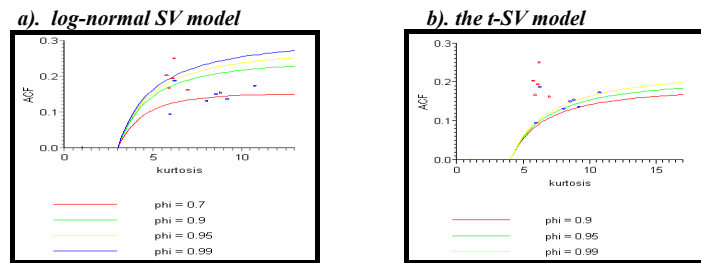 a). log-normal SV model
b). the t-SV model
ACF
0.3
0.2
0.1
0.0
0
5
10
kurtosis
phi = 0.7
phi = 0.9
phi = 0.95
phi = 0.99
ACF
0.3
0.2
0.1
0.0
0
5
10
15
kurtosis
phi = 0.9
phi = 0.95
phi = 0.99